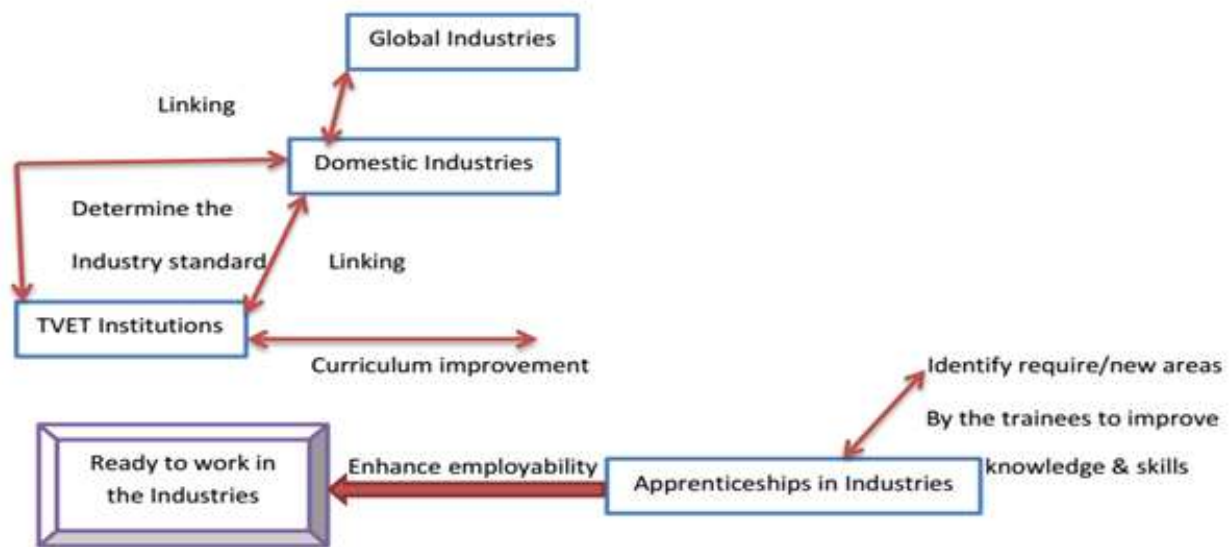 Global Industries
Linking
Domestic Industries
Determine the
Industry standard
Linking
TVET Institutions
Curriculum improvement
Identify require/new areas
By the trainees to improve
knowledge & skills
Ready to work in
the Industries
Enhance employability
Apprenticeships in Industries